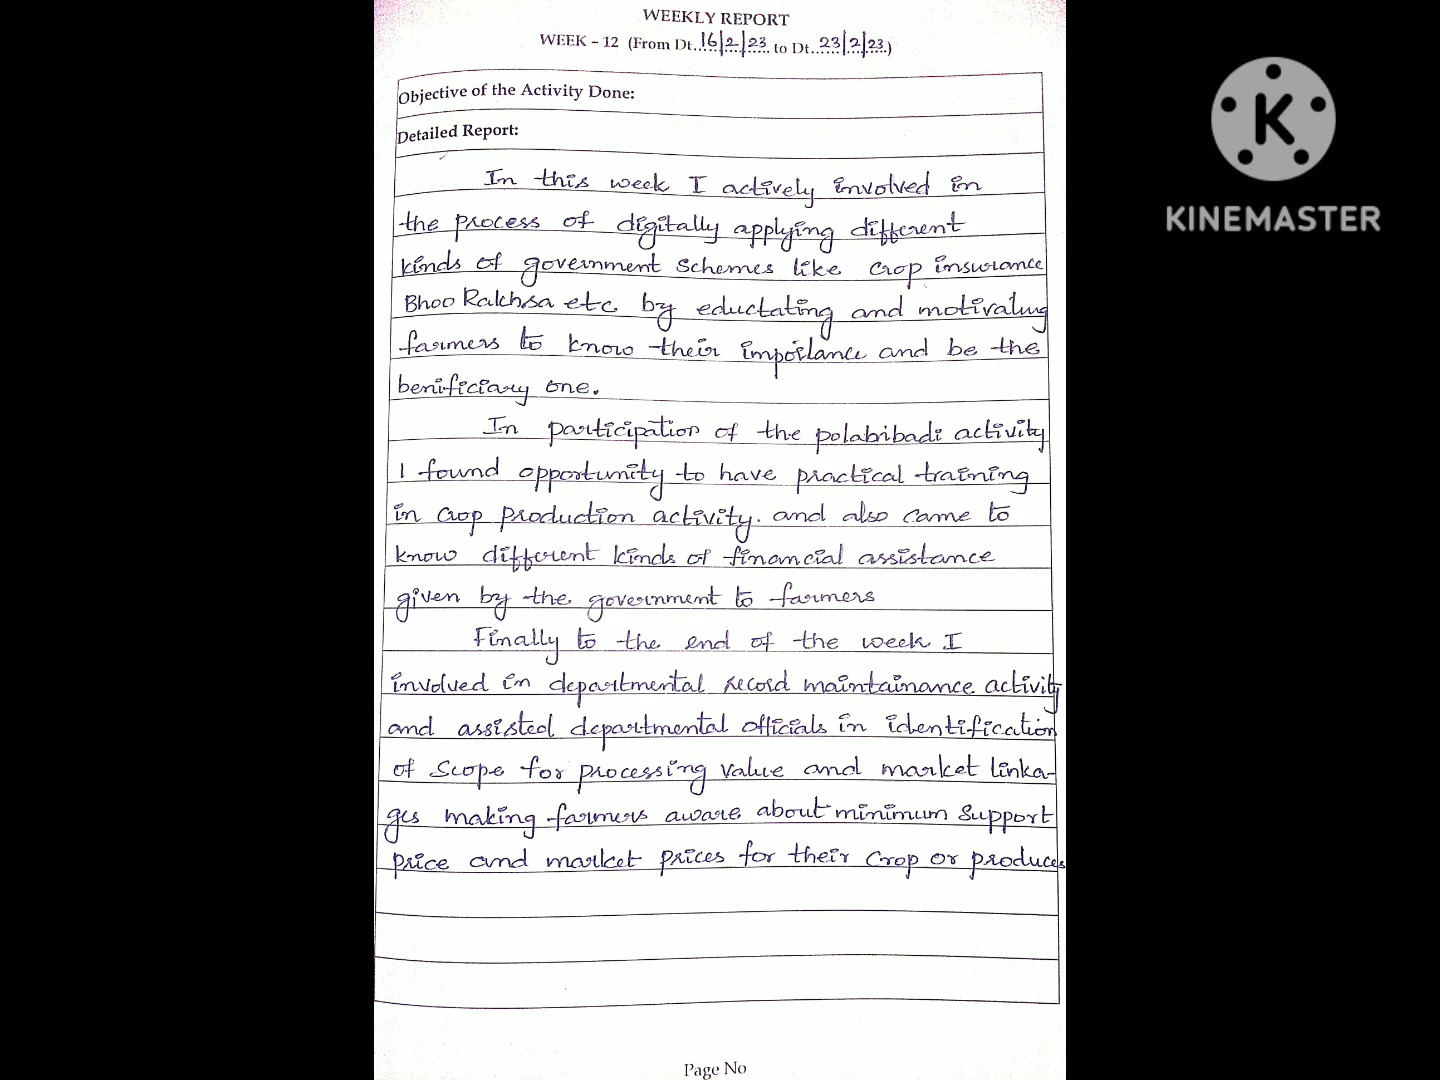 WEEKLY REPORT
WEEK – 12 (From Dt..16|2|23 to Dt..23|2|23.)
Objective of the Activity Done:
Detailed Report:
In this week I actively involved in
the process of digitally applying different
kinds of government schemes like crop insurance
Bhoo Rakhsa etc. by eductating and motivating
farmers to know their importance and be the
benificiary one.
In participation of the polabribadi activity
I found opportunity to have practical training
in crop production activity. and also came to
know different kinds of financial assistance
given by the government to farmers
Finally to the end of the week I
involved in departmental record maintainance activity
and assisted departmental officials in identification
of scope for processing value and market linka-
ges making farmers aware about minimum support
price and market prices for their crop or produces
Page No
K
KINEMASTER